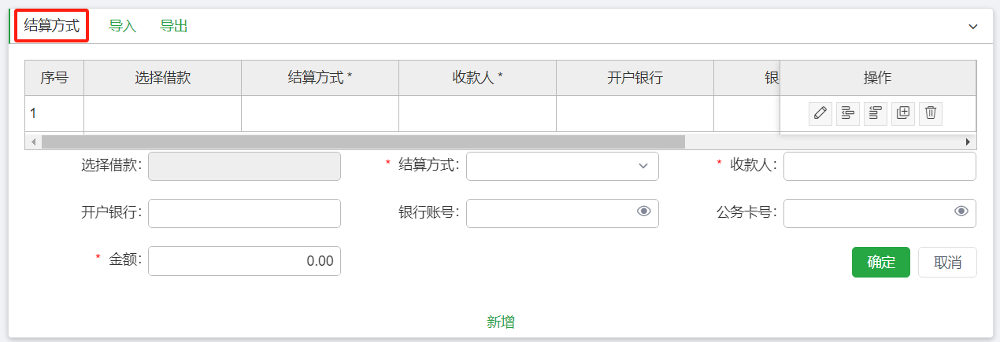 结算方式 导入 导出
序号 选择借款 结算方式 * 收款人 * 开户银行 银 操作
1
选择借款: * 结算方式: * 收款人:
开户银行: 银行账号: 公务卡号:
* 金额: 0.00 确定 取消
新增